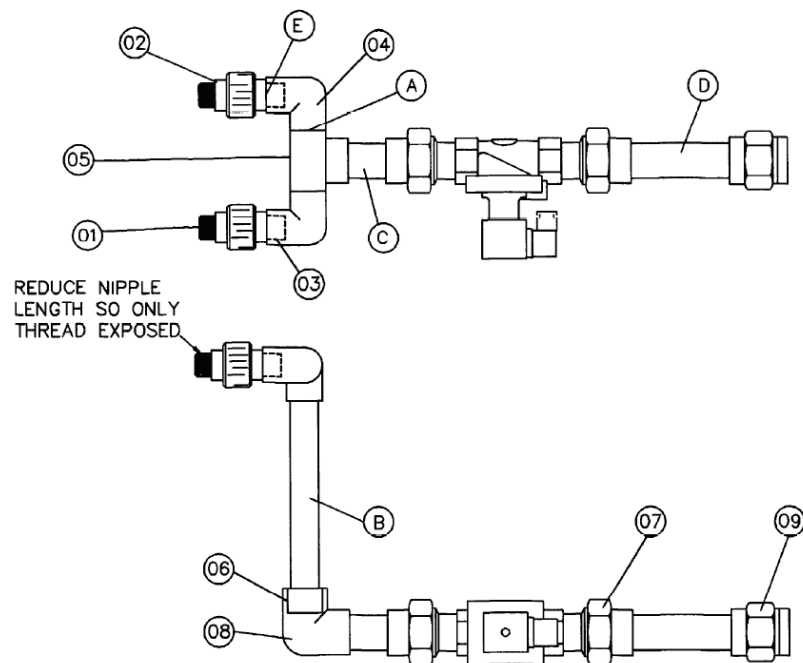 02
E
04
A
D
05
01
03
C
REDUCE NIPPLE
LENGTH SO ONLY
THREAD EXPOSED
B
07
09
06
08